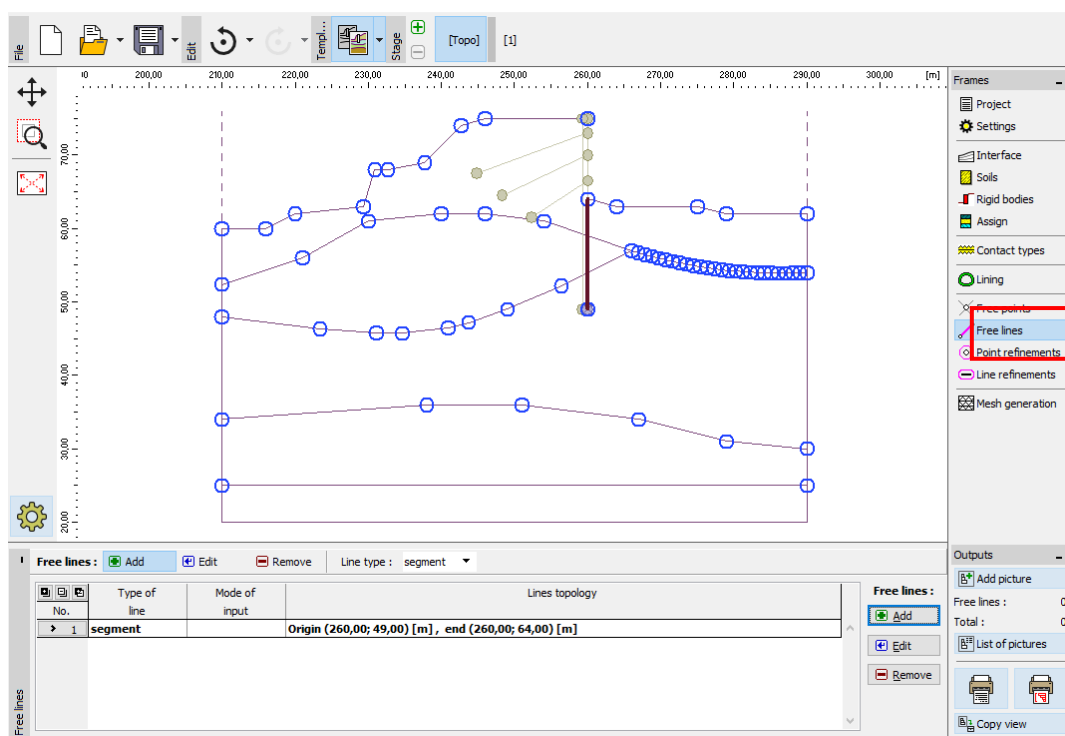 File
Edit
Templ...
Stage
[Topo]
[1]
200,00 210,00 220,00 230,00 240,00 250,00 260,00 270,00 280,00 290,00 300,00 [m]
70,00
60,00
50,00
40,00
30,00
20,00
Frames
Project
Settings
Interface
Soils
Rigid bodies
Assign
Contact types
Lining
Free points
Free lines
Point refinements
Line refinements
Mesh generation
Free lines : Add Edit Remove Line type : segment
No. Type of line Mode of input Lines topology
1 segment Origin (260,00; 49,00) [m] , end (260,00; 64,00) [m]
Free lines :
Add
Edit
Remove
Free lines
Outputs
Add picture
Free lines : 0
Total : 0
List of pictures
Copy view